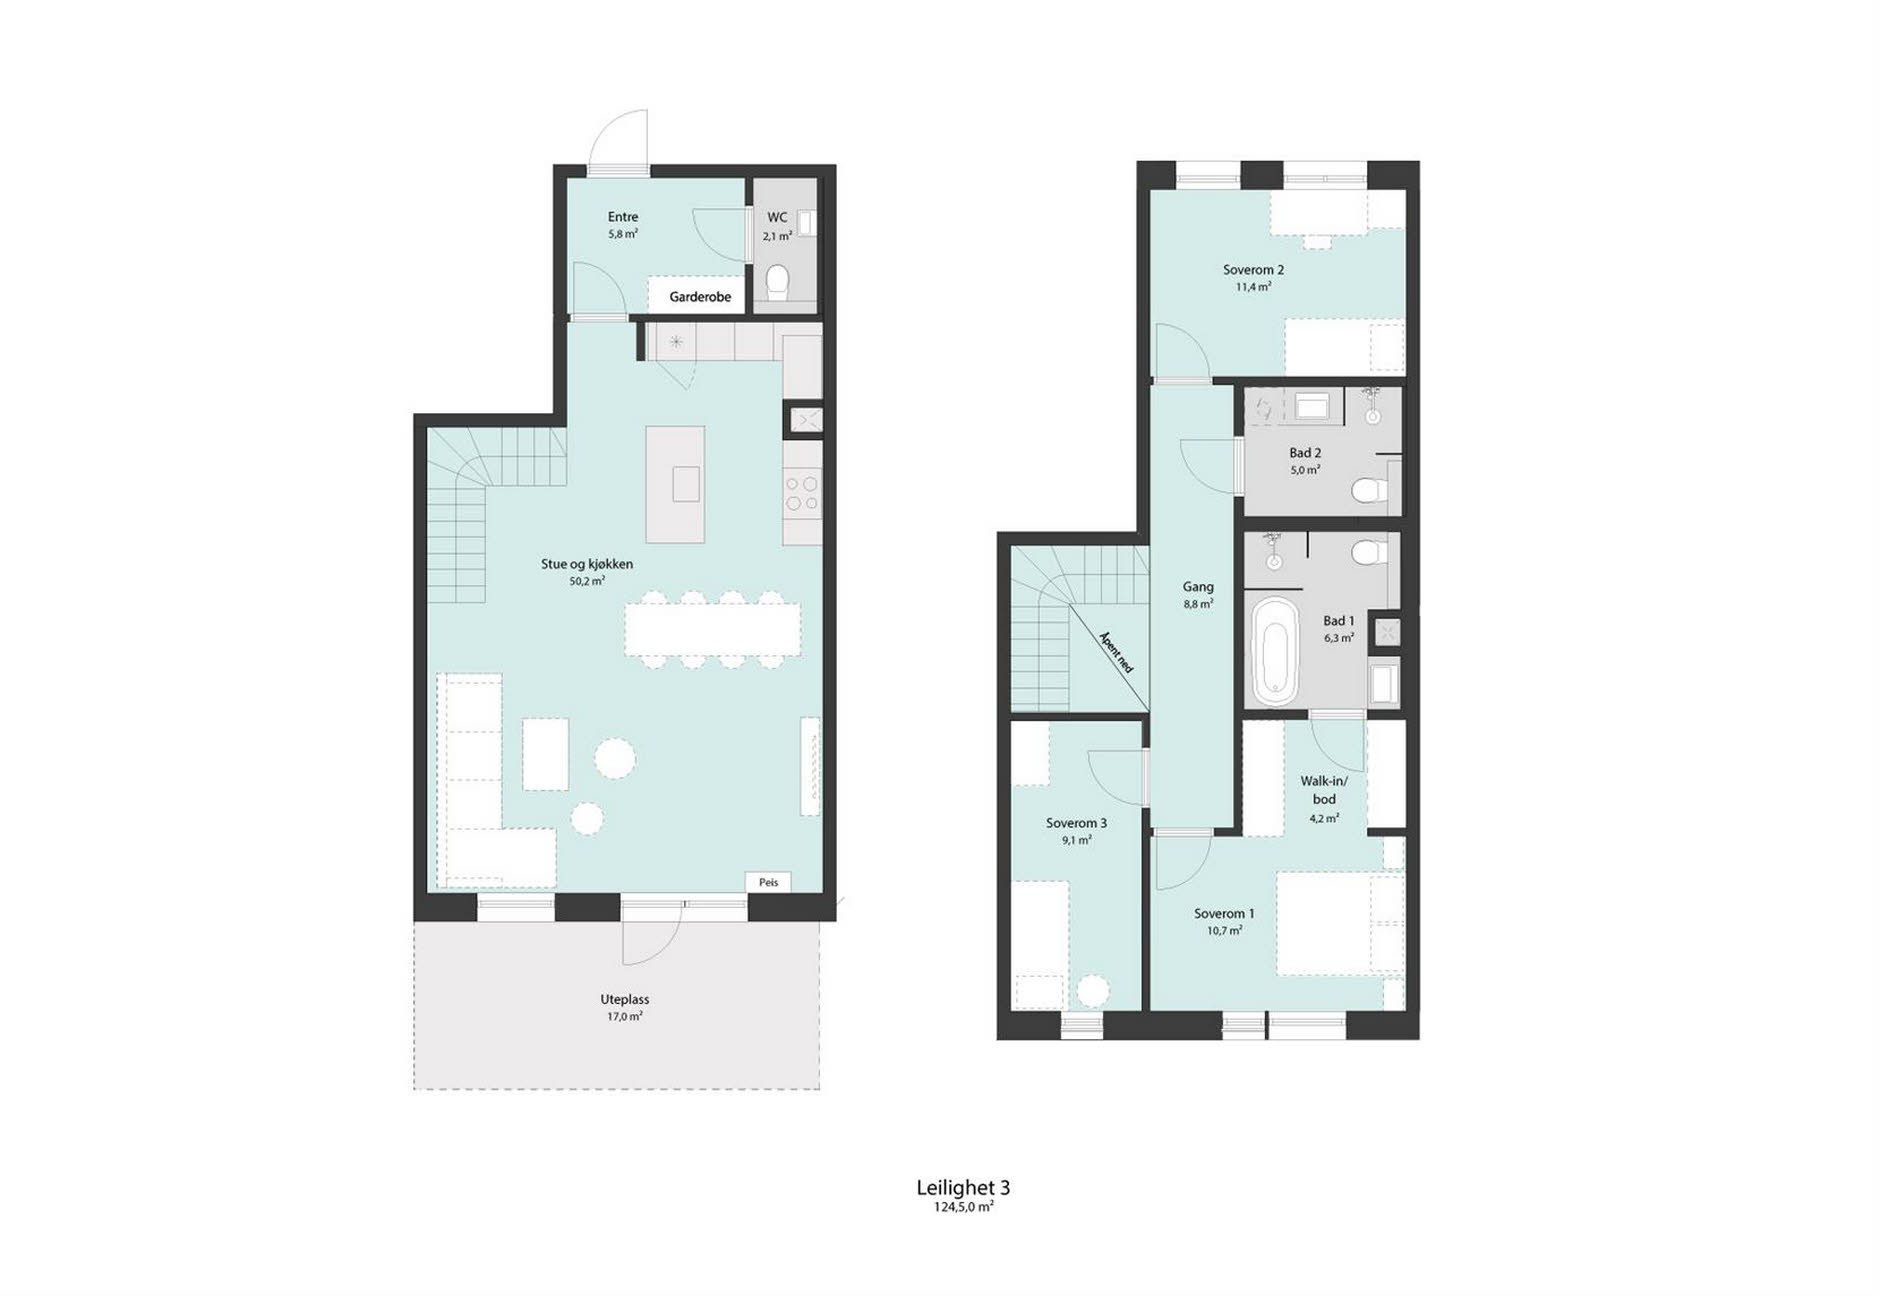 Entre
5,8 m²
WC
2,1 m²
Garderobe
Stue og kjøkken
50,2 m²
Peis
Uteplass
17,0 m²
Soverom 2
11,4 m²
Bad 2
5,0 m²
Gang
8,8 m²
Åpent ned
Bad 1
6,3 m²
Walk-in/
bod
4,2 m²
Soverom 3
9,1 m²
Soverom 1
10,7 m²
Leilighet 3
124,5,0 m²